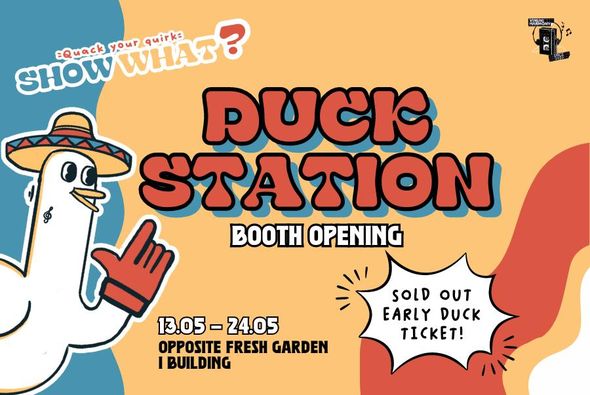 =Quack your quirk=
SHOW WHAT?
DUCK
STATION
BOOTH OPENING
SOLD OUT
EARLY DUCK
TICKET!
13.05 – 24.05
OPPOSITE FRESH GARDEN
I BUILDING